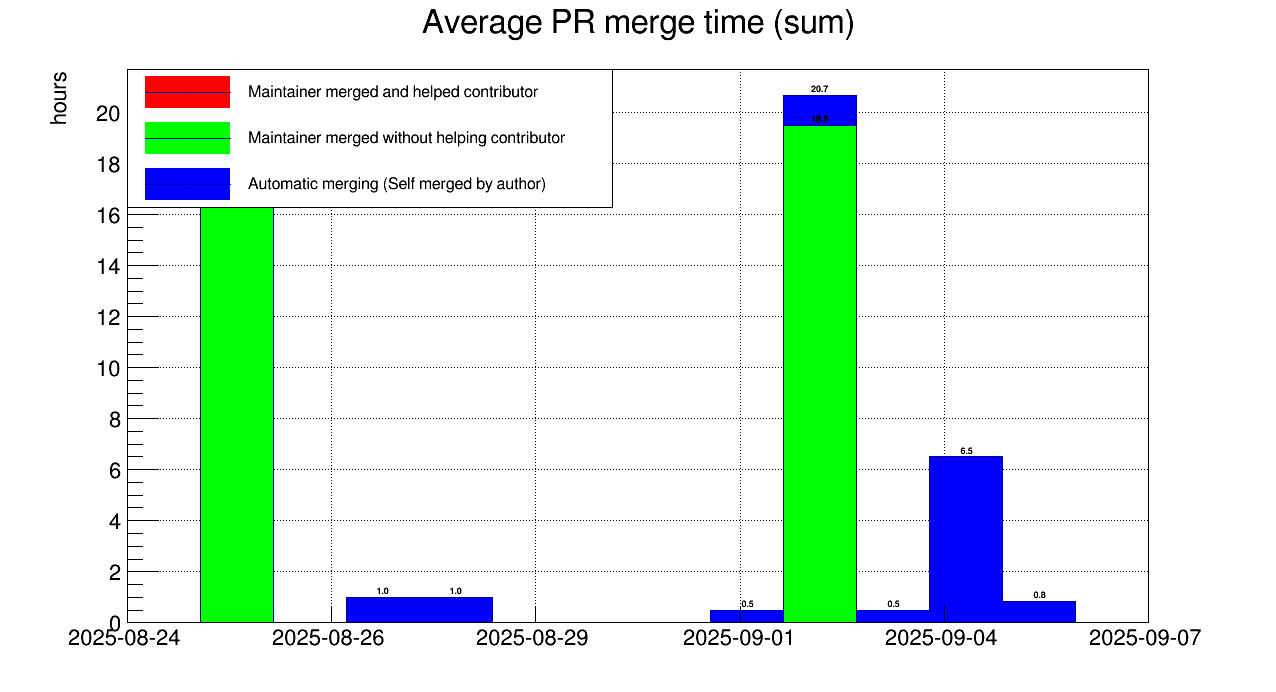 Average PR merge time (sum)
hours
Maintainer merged and helped contributor
Maintainer merged without helping contributor
Automatic merging (Self merged by author)
20
18
16
14
12
10
8
6
4
2
0
20.7
19.5
6.5
1.0 1.0
0.8
0.5 0.5
2025-08-24 2025-08-26 2025-08-29 2025-09-01 2025-09-04 2025-09-07